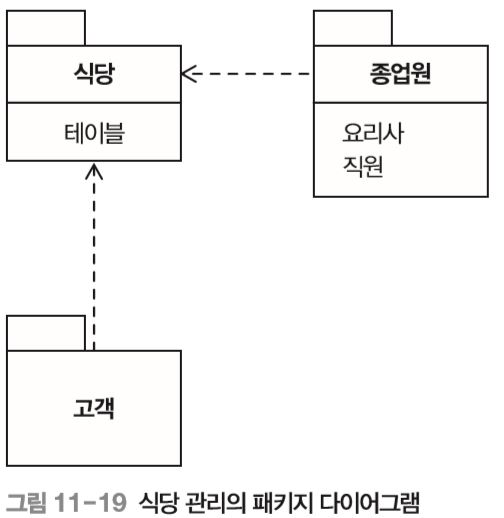 식당
테이블
종업원
요리사
직원
고객
그림 11-19 식당 관리의 패키지 다이어그램